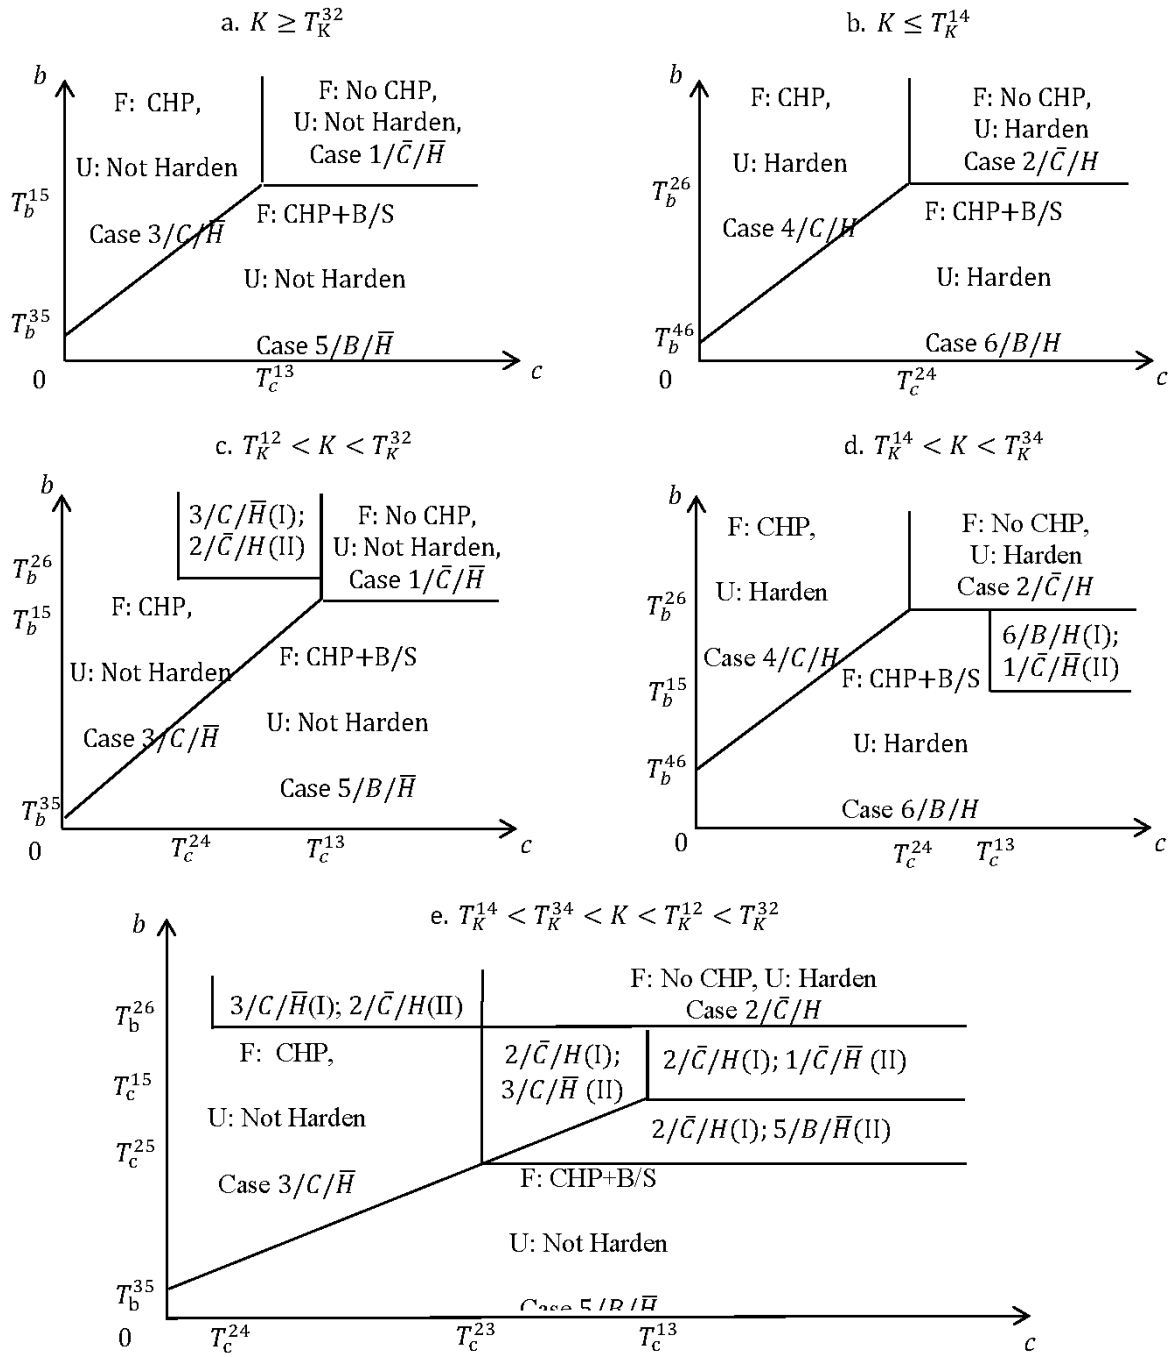 a. K ≥ T_K^32
b
F: CHP,
U: Not Harden
Case 3/C/H̅
F: No CHP,
U: Not Harden,
Case 1/C̅/H̅
T_b^15
F: CHP+B/S
U: Not Harden
Case 5/B/H̅
T_b^35
0
T_c^13
c
b. K ≤ T_K^14
b
F: CHP,
U: Harden
Case 4/C/H
F: No CHP,
U: Harden
Case 2/C̅/H
T_b^26
F: CHP+B/S
U: Harden
Case 6/B/H
T_b^46
0
T_c^24
c
c. T_K^12 < K < T_K^32
b
3/C/H̅(I);
2/C̅/H(II)
F: No CHP,
U: Not Harden,
Case 1/C̅/H̅
T_b^26
T_b^15
F: CHP,
U: Not Harden
Case 3/C/H̅
F: CHP+B/S
U: Not Harden
Case 5/B/H̅
T_b^35
0
T_c^24
T_c^13
c
d. T_K^14 < K < T_K^34
b
F: CHP,
U: Harden
Case 4/C/H
F: No CHP,
U: Harden
Case 2/C̅/H
T_b^26
6/B/H(I);
1/C̅/H̅(II)
T_b^15
F: CHP+B/S
U: Harden
Case 6/B/H
T_b^46
0
T_c^24
T_c^13
c
e. T_K^14 < T_K^34 < K < T_K^12 < T_K^32
b
3/C/H̅(I); 2/C̅/H(II)
F: No CHP, U: Harden
Case 2/C̅/H
T_b^26
F: CHP,
U: Not Harden
Case 3/C/H̅
2/C̅/H(I);
3/C/H̅ (II)
2/C̅/H(I); 1/C̅/H̅ (II)
T_c^15
2/C̅/H(I); 5/B/H̅(II)
T_c^25
F: CHP+B/S
U: Not Harden
Case 5/B/H̅
T_b^35
0
T_c^24
T_c^23
T_c^13
c